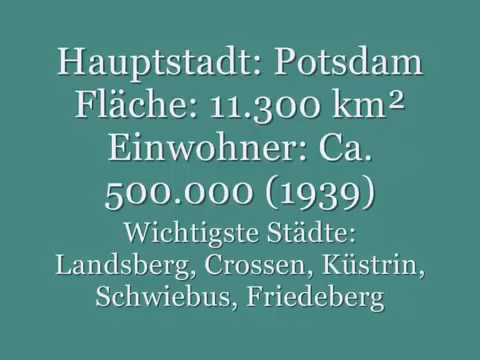 Hauptstadt: Potsdam
Fläche: 11.300 km²
Einwohner: Ca.
500.000 (1939)
Wichtigste Städte:
Landsberg, Crossen, Küstrin,
Schwiebus, Friedeberg